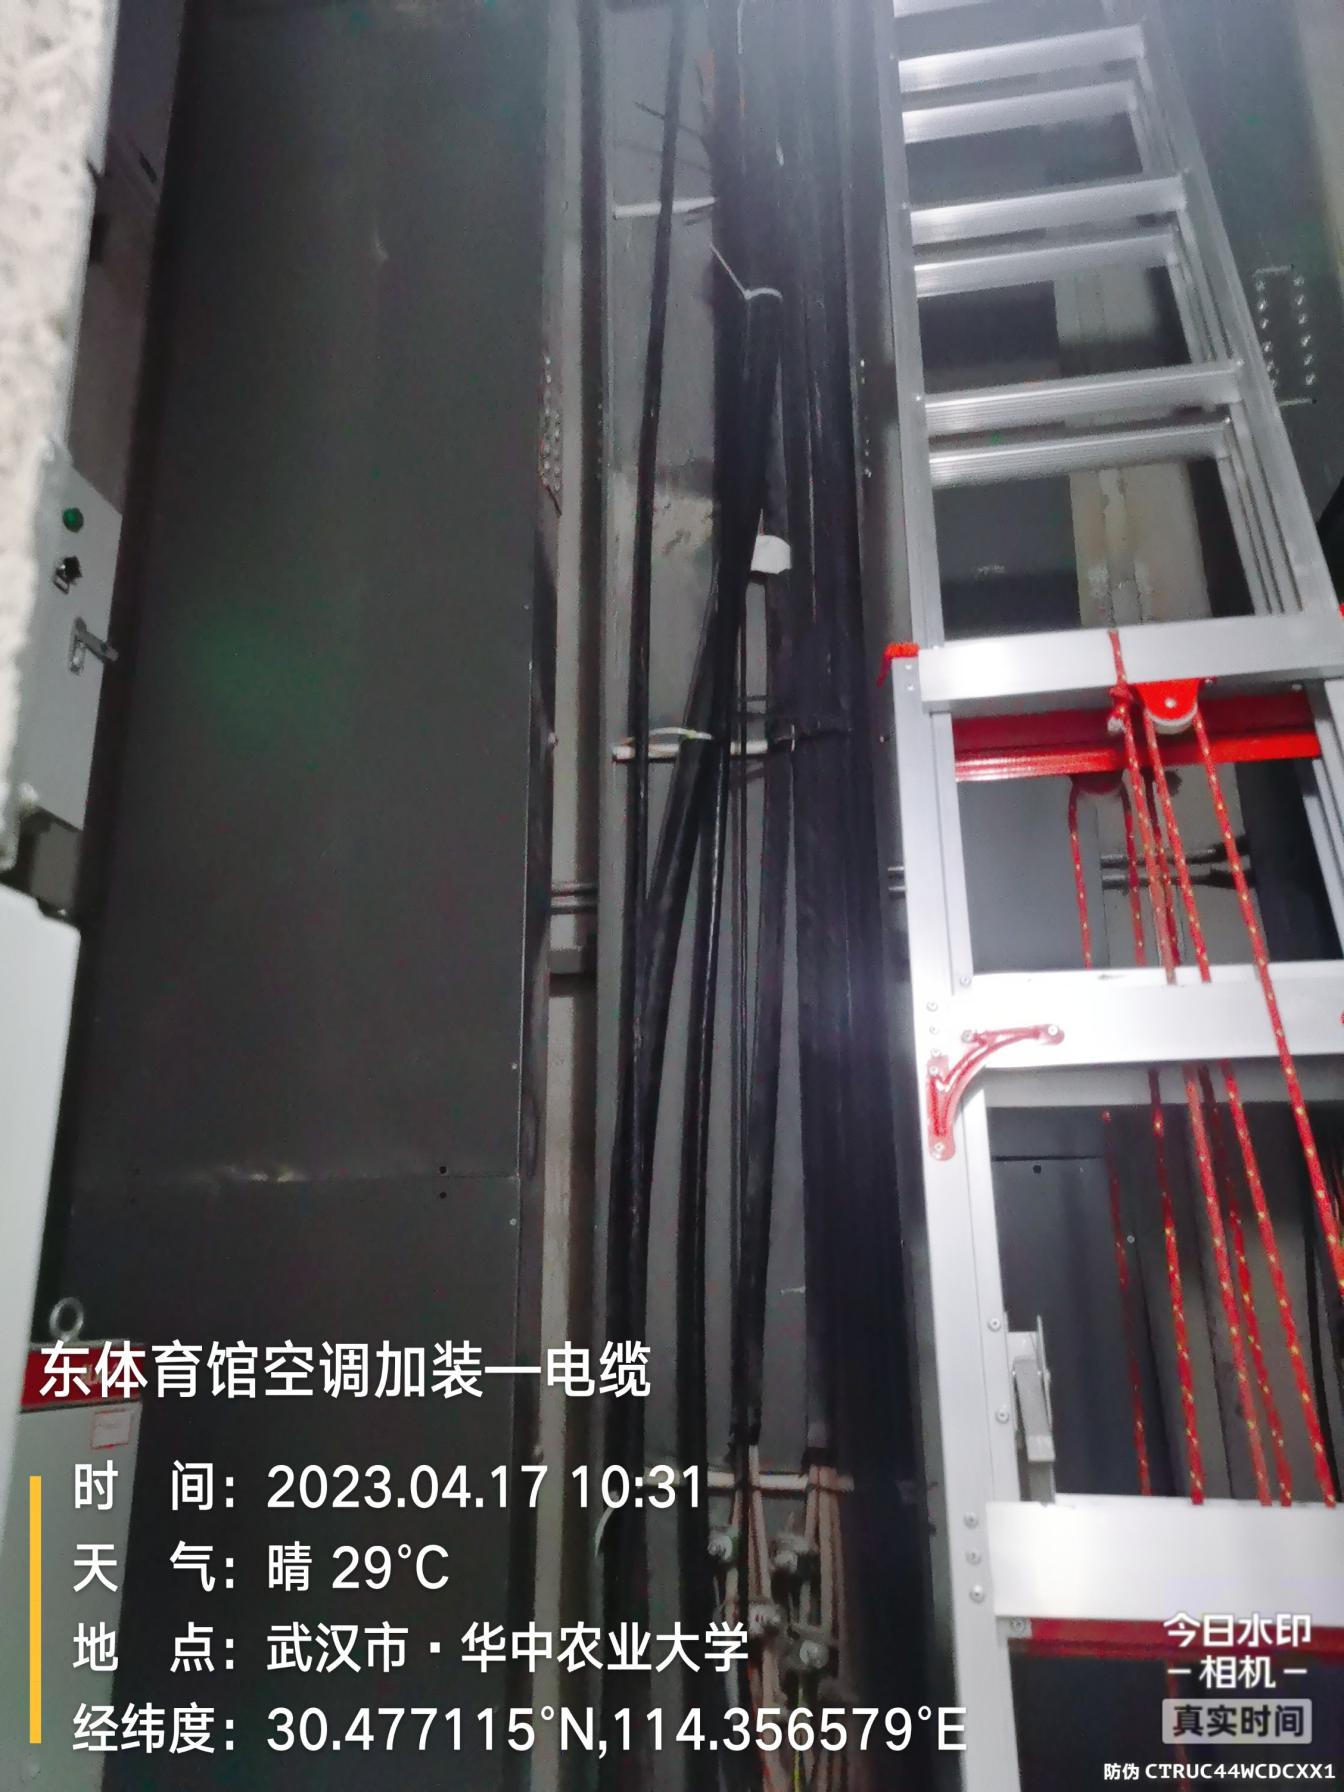 东体育馆空调加装—电缆
时 间：2023.04.17 10:31
天 气：晴 29°C
地 点：武汉市·华中农业大学
经纬度：30.477115°N,114.356579°E
今日水印
–相机–
真实时间
防伪 CTRUC44WCDCXX1